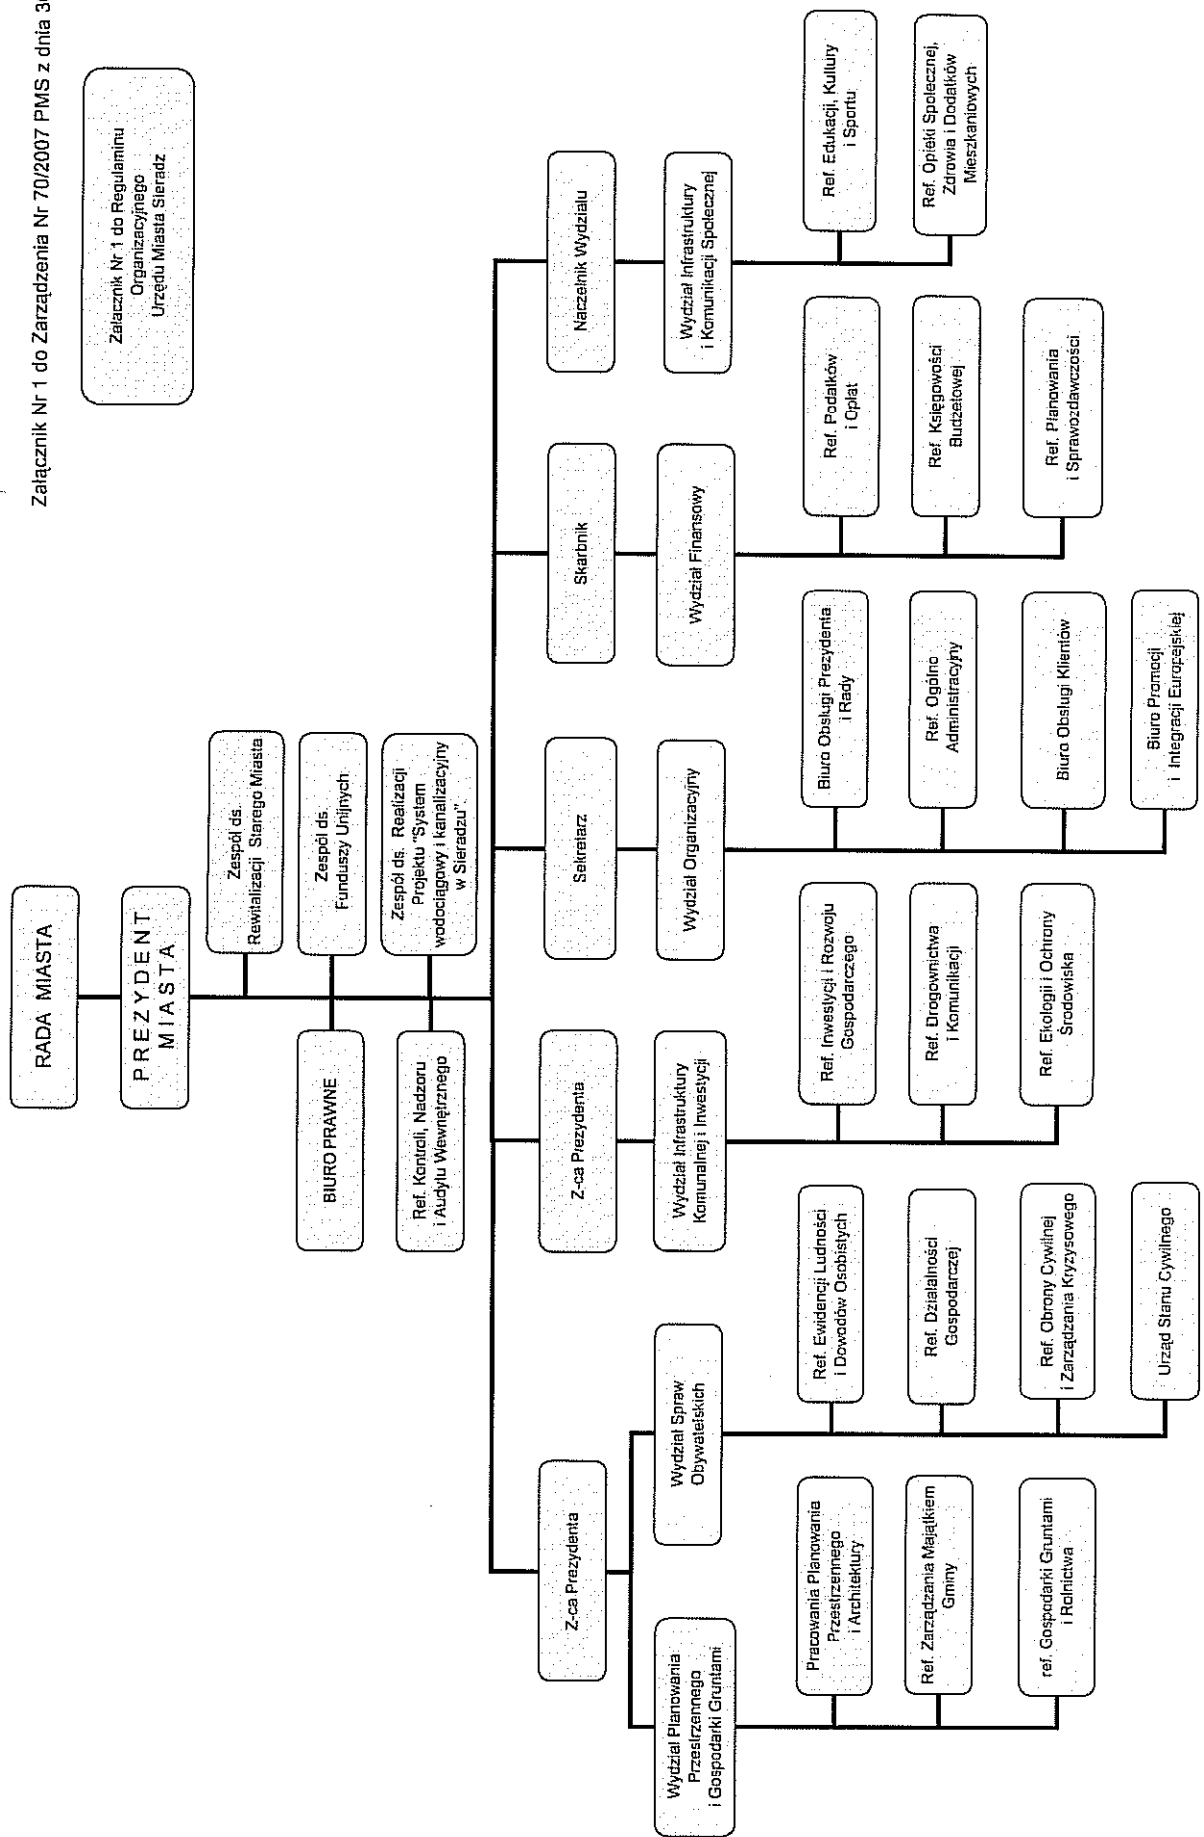 Załącznik Nr 1 do Zarządzenia Nr 70/2007 PMS z dnia
Załacznik Nr 1 do Regulaminu
Organizacyjnego
Urzędu Miasta Sieradz
RADA MIASTA
PREZYDENT
MIASTA
Zespół ds.
Rewitalizacji Starego Miasta
BIURO PRAWNE
Zespół ds.
Funduszy Unijnych
Ref. Kontroli, Nadzoru
i Audytu Wewnętrznego
Zespół ds. Realizacji
Projektu "System
wodociągowy i kanalizacyjny
w Sieradzu".
Z-ca Prezydenta
Z-ca Prezydenta
Sekretarz
Skarbnik
Naczelnik Wydziału
Wydział Planowania
Przestrzennego
i Gospodarki Gruntami
Wydział Spraw
Obywatelskich
Wydział Infrastruktury
Komunalnej i Inwestycji
Wydział Organizacyjny
Wydział Finansowy
Wydział Infrastruktury
i Komunikacji Społecznej
Pracowania Planowania
Przestrzennego
i Architektury
Ref. Zarządzania Majątkiem
Gminy
ref. Gospodarki Gruntami
i Rolnictwa
Ref. Ewidencji Ludności
i Dowodów Osobistych
Ref. Działalności
Gospodarczej
Ref. Obrony Cywilnej
i Zarządzania Kryzysowego
Urząd Stanu Cywilnego
Ref. Inwestycji i Rozwoju
Gospodarczego
Ref. Drogownictwa
i Komunikacji
Ref. Ekologii i Ochrony
Środowiska
Biuro Obsługi Prezydenta
i Rady
Ref. Ogólno
Administracyjny
Biuro Obsługi Klientów
Biuro Promocji
i Integracji Europejskiej
Ref. Podatków
i Opłat
Ref. Księgowości
Budżetowej
Ref. Planowania
i Sprawozdawczości
Ref. Edukacji, Kultury
i Sportu
Ref. Opieki Społecznej,
Zdrowia i Dodatków
Mieszkaniowych